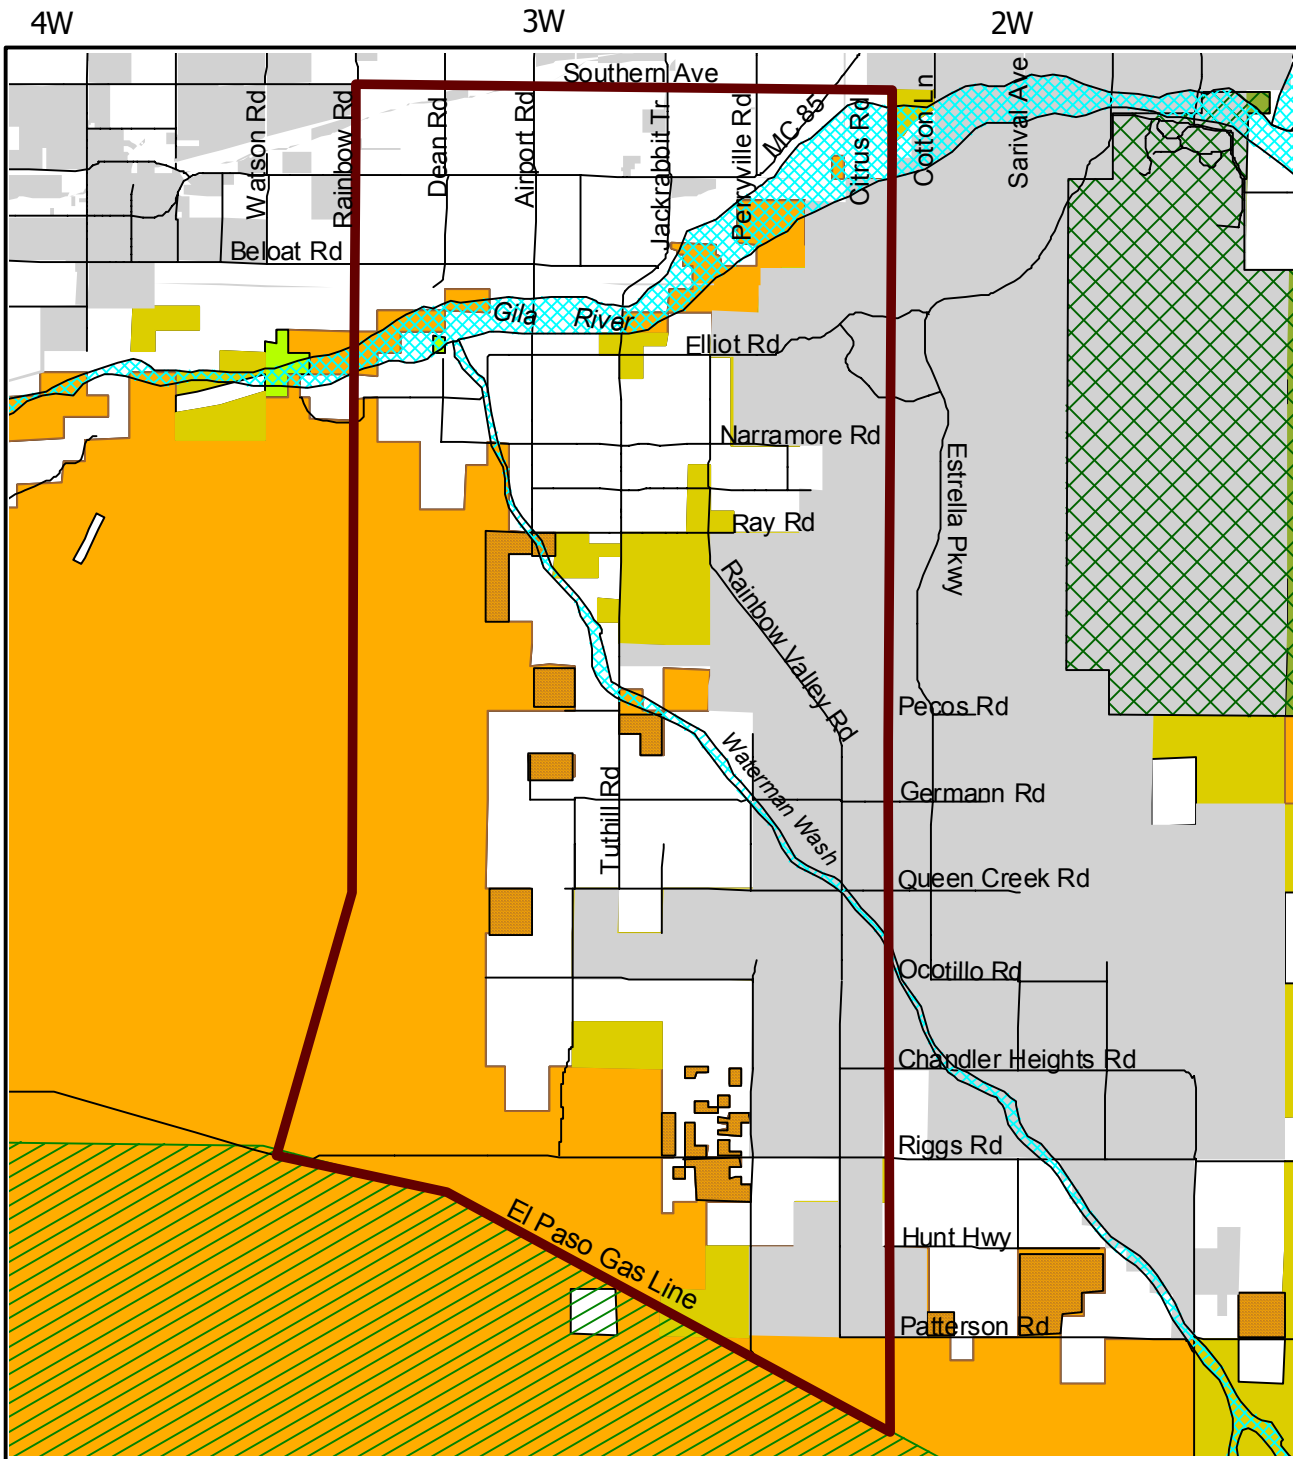 4W
3W
2W
Southern Ave
Watson Rd
Rainbow Rd
Dean Rd
Airport Rd
Jackrabbit Tr
Perryville Rd
MC-85
Citrus Rd
Cotton Ln
Sarival Ave
Beloat Rd
Gila River
Elliot Rd
Narramore Rd
Estrella Pkwy
Ray Rd
Rainbow Valley Rd
Pecos Rd
Waterman Wash
Tuthill Rd
Germann Rd
Queen Creek Rd
Ocotillo Rd
Chandler Heights Rd
Riggs Rd
El Paso Gas Line
Hunt Hwy
Patterson Rd